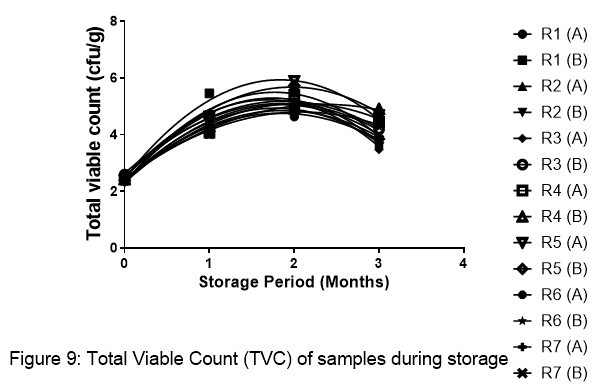 Total viable count (cfu/g)
8
6
4
2
0
0 1 2 3 4
Storage Period (Months)
R1 (A)
R1 (B)
R2 (A)
R2 (B)
R3 (A)
R3 (B)
R4 (A)
R4 (B)
R5 (A)
R5 (B)
R6 (A)
R6 (B)
R7 (A)
R7 (B)
Figure 9: Total Viable Count (TVC) of samples during storage